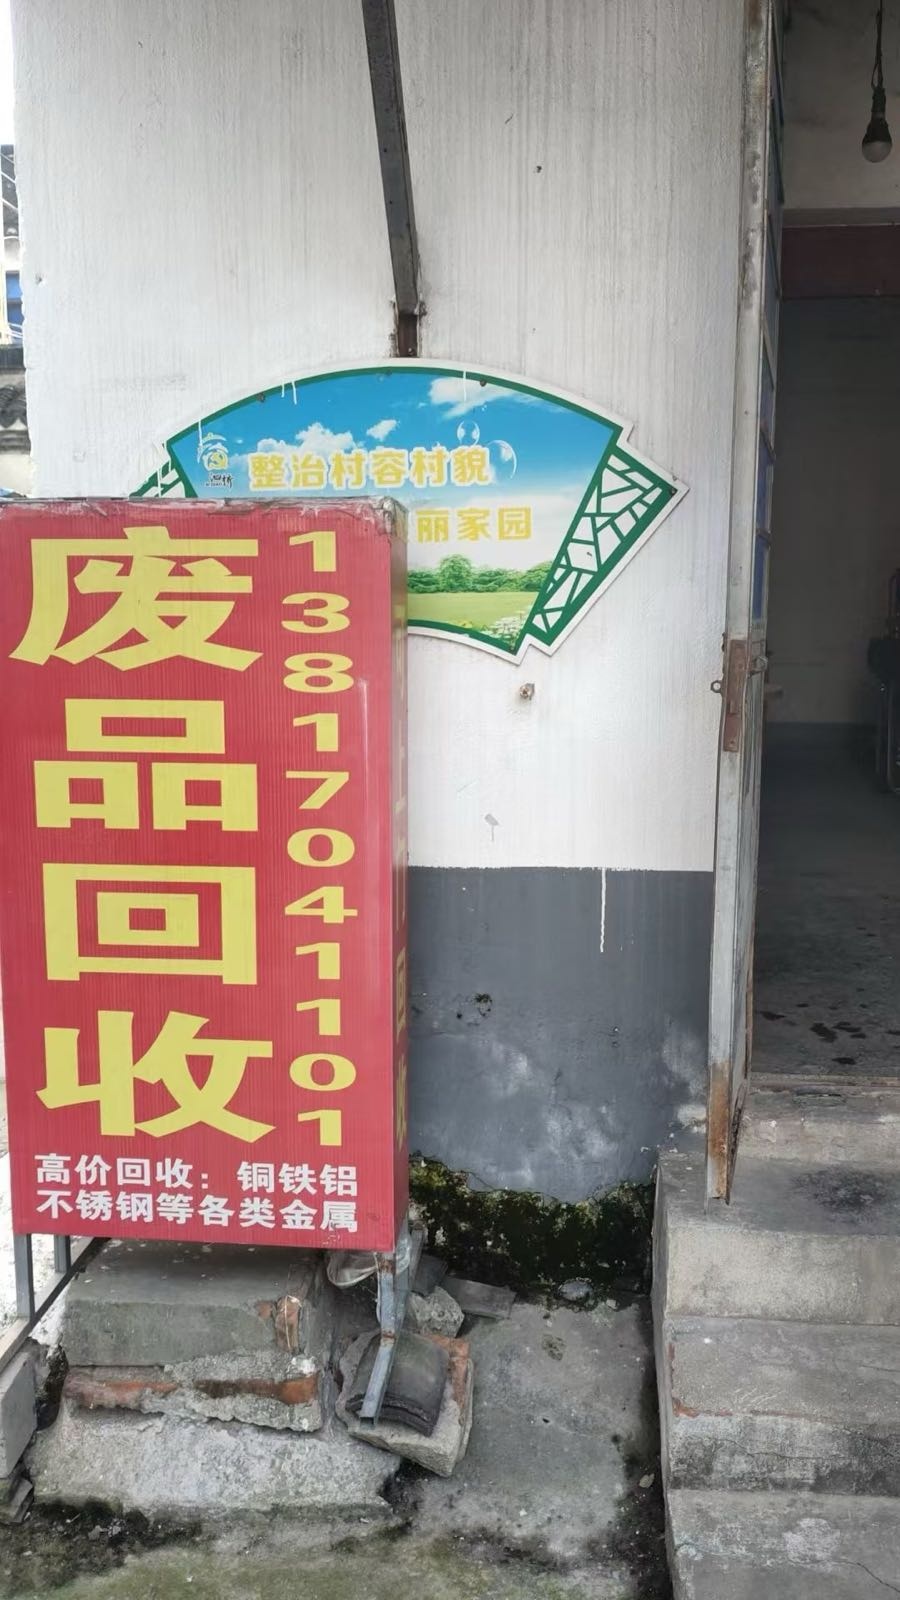 整治村容村貌
丽家园
废品回收
13817041101
高价回收：铜铁铝
不锈钢等各类金属